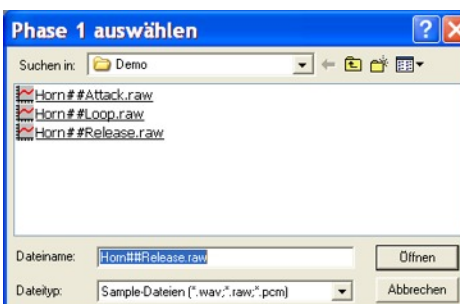 Phase 1 auswählen
Suchen in: Demo
Horn##Attack.raw
Horn##Loop.raw
Horn##Release.raw
Dateiname: Horn##Release.raw Öffnen
Dateityp: Sample-Dateien (*.wav;*.raw;*.pcm) Abbrechen